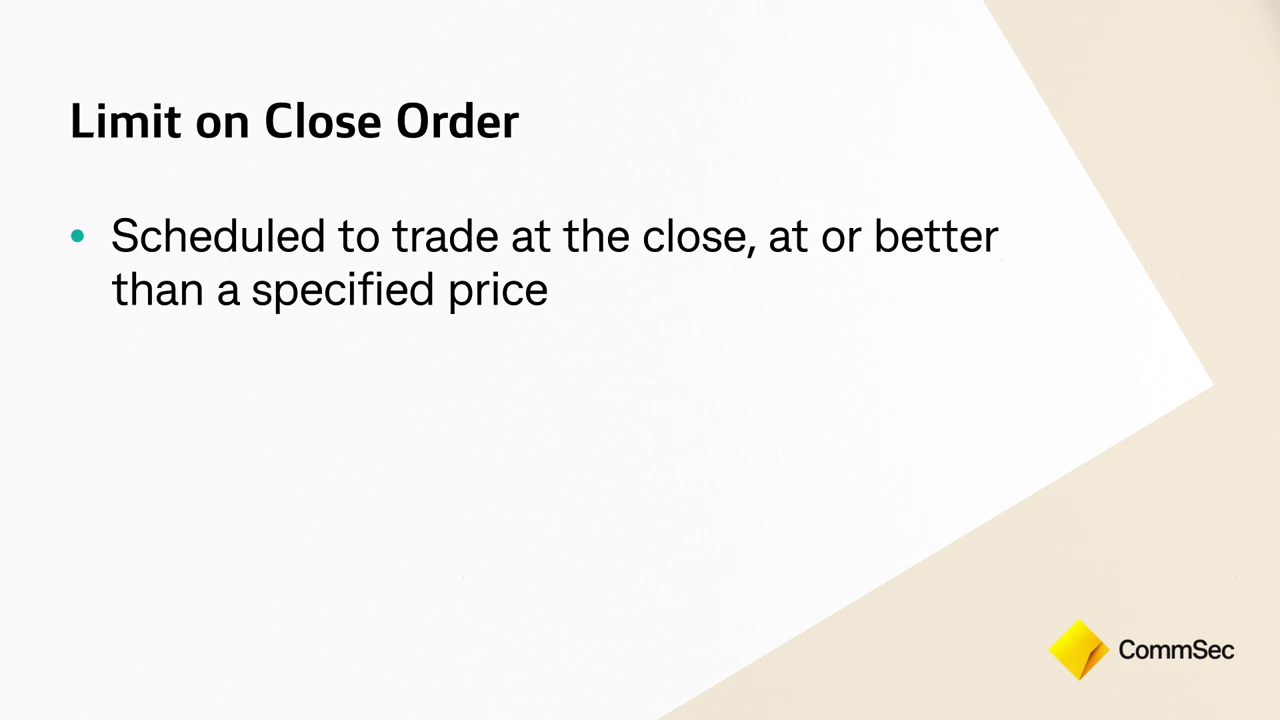 Limit on Close Order
• Scheduled to trade at the close, at or better
than a specified price
CommSec